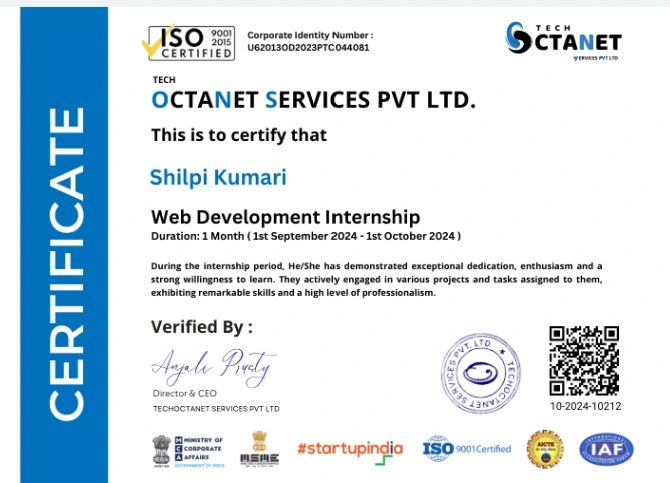 CERTIFICATE
ISO 9001 2015
CERTIFIED
Corporate Identity Number :
U62013OD2023PTC044081
TECH
OCTANET
SERVICES PVT LTD
TECH
OCTANET SERVICES PVT LTD.
This is to certify that
Shilpi Kumari
Web Development Internship
Duration: 1 Month ( 1st September 2024 - 1st October 2024 )
During the internship period, He/She has demonstrated exceptional dedication, enthusiasm and a
strong willingness to learn. They actively engaged in various projects and tasks assigned to them,
exhibiting remarkable skills and a high level of professionalism.
Verified By :
Anjali Prusty
Director & CEO
TECHOCTANET SERVICES PVT LTD
TECHOCTANET SERVICES PVT. LTD
10-2024-10212
MCA
MINISTRY OF
CORPORATE
AFFAIRS
GOVERNMENT OF INDIA
MSME
#startupindia
ISO 9001Certified
AICTE
IAF